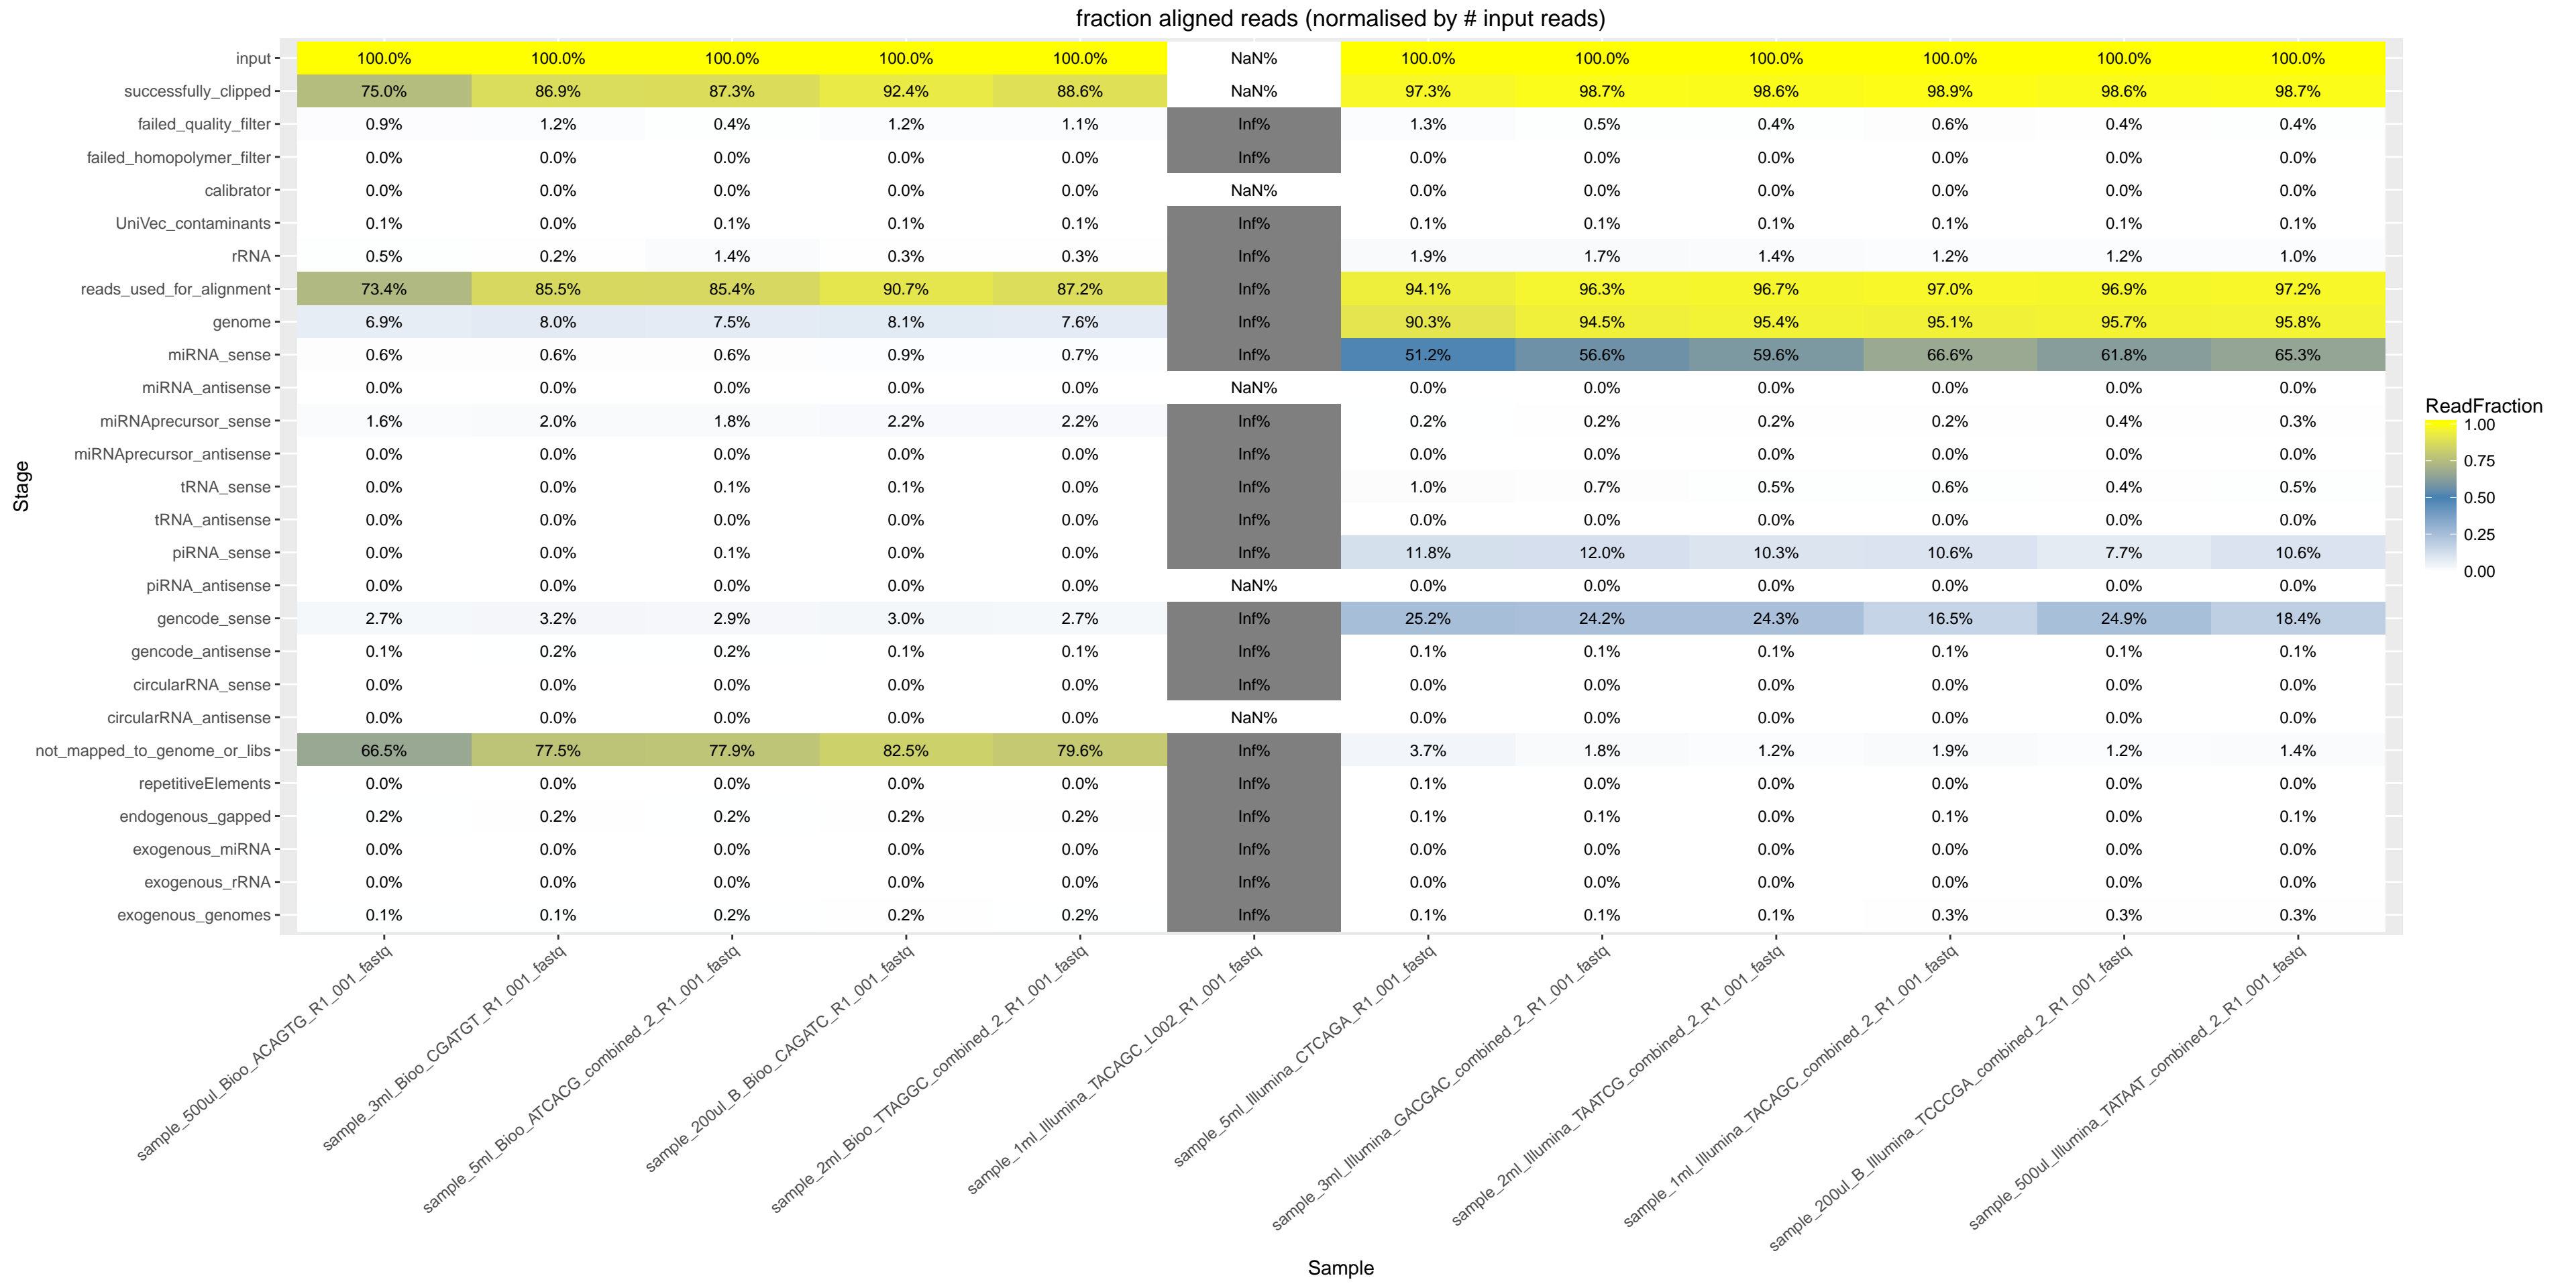 fraction aligned reads (normalised by # input reads)
input 100.0% 100.0% 100.0% 100.0% 100.0% NaN% 100.0% 100.0% 100.0% 100.0% 100.0% 100.0%
successfully_clipped 75.0% 86.9% 87.3% 92.4% 88.6% NaN% 97.3% 98.7% 98.6% 98.9% 98.6% 98.7%
failed_quality_filter 0.9% 1.2% 0.4% 1.2% 1.1% Inf% 1.3% 0.5% 0.4% 0.6% 0.4% 0.4%
failed_homopolymer_filter 0.0% 0.0% 0.0% 0.0% 0.0% Inf% 0.0% 0.0% 0.0% 0.0% 0.0% 0.0%
calibrator 0.0% 0.0% 0.0% 0.0% 0.0% NaN% 0.0% 0.0% 0.0% 0.0% 0.0% 0.0%
UniVec_contaminants 0.1% 0.0% 0.1% 0.1% 0.1% Inf% 0.1% 0.1% 0.1% 0.1% 0.1% 0.1%
rRNA 0.5% 0.2% 1.4% 0.3% 0.3% Inf% 1.9% 1.7% 1.4% 1.2% 1.2% 1.0%
reads_used_for_alignment 73.4% 85.5% 85.4% 90.7% 87.2% Inf% 94.1% 96.3% 96.7% 97.0% 96.9% 97.2%
genome 6.9% 8.0% 7.5% 8.1% 7.6% Inf% 90.3% 94.5% 95.4% 95.1% 95.7% 95.8%
miRNA_sense 0.6% 0.6% 0.6% 0.9% 0.7% Inf% 51.2% 56.6% 59.6% 66.6% 61.8% 65.3%
miRNA_antisense 0.0% 0.0% 0.0% 0.0% 0.0% NaN% 0.0% 0.0% 0.0% 0.0% 0.0% 0.0%
miRNAprecursor_sense 1.6% 2.0% 1.8% 2.2% 2.2% Inf% 0.2% 0.2% 0.2% 0.2% 0.4% 0.3%
miRNAprecursor_antisense 0.0% 0.0% 0.0% 0.0% 0.0% Inf% 0.0% 0.0% 0.0% 0.0% 0.0% 0.0%
tRNA_sense 0.0% 0.0% 0.1% 0.1% 0.0% Inf% 1.0% 0.7% 0.5% 0.6% 0.4% 0.5%
tRNA_antisense 0.0% 0.0% 0.0% 0.0% 0.0% Inf% 0.0% 0.0% 0.0% 0.0% 0.0% 0.0%
piRNA_sense 0.0% 0.0% 0.1% 0.0% 0.0% Inf% 11.8% 12.0% 10.3% 10.6% 7.7% 10.6%
piRNA_antisense 0.0% 0.0% 0.0% 0.0% 0.0% NaN% 0.0% 0.0% 0.0% 0.0% 0.0% 0.0%
gencode_sense 2.7% 3.2% 2.9% 3.0% 2.7% Inf% 25.2% 24.2% 24.3% 16.5% 24.9% 18.4%
gencode_antisense 0.1% 0.2% 0.2% 0.1% 0.1% Inf% 0.1% 0.1% 0.1% 0.1% 0.1% 0.1%
circularRNA_sense 0.0% 0.0% 0.0% 0.0% 0.0% Inf% 0.0% 0.0% 0.0% 0.0% 0.0% 0.0%
circularRNA_antisense 0.0% 0.0% 0.0% 0.0% 0.0% NaN% 0.0% 0.0% 0.0% 0.0% 0.0% 0.0%
not_mapped_to_genome_or_libs 66.5% 77.5% 77.9% 82.5% 79.6% Inf% 3.7% 1.8% 1.2% 1.9% 1.2% 1.4%
repetitiveElements 0.0% 0.0% 0.0% 0.0% 0.0% Inf% 0.1% 0.0% 0.0% 0.0% 0.0% 0.0%
endogenous_gapped 0.2% 0.2% 0.2% 0.2% 0.2% Inf% 0.1% 0.1% 0.0% 0.1% 0.0% 0.1%
exogenous_miRNA 0.0% 0.0% 0.0% 0.0% 0.0% Inf% 0.0% 0.0% 0.0% 0.0% 0.0% 0.0%
exogenous_rRNA 0.0% 0.0% 0.0% 0.0% 0.0% Inf% 0.0% 0.0% 0.0% 0.0% 0.0% 0.0%
exogenous_genomes 0.1% 0.1% 0.2% 0.2% 0.2% Inf% 0.1% 0.1% 0.1% 0.3% 0.3% 0.3%
Stage
sample_500ul_Bioo_ACAGTG_R1_001_fastq
sample_3ml_Bioo_CGATGT_R1_001_fastq
sample_5ml_Bioo_ATCACG_combined_2_R1_001_fastq
sample_200ul_B_Bioo_CAGATC_R1_001_fastq
sample_2ml_Bioo_TTAGGC_combined_2_R1_001_fastq
sample_1ml_Illumina_TACAGC_L002_R1_001_fastq
sample_5ml_Illumina_CTCAGA_R1_001_fastq
sample_3ml_Illumina_GACGAC_combined_2_R1_001_fastq
sample_2ml_Illumina_TAATCG_combined_2_R1_001_fastq
sample_1ml_Illumina_TACAGC_combined_2_R1_001_fastq
sample_200ul_B_Illumina_TCCCGA_combined_2_R1_001_fastq
sample_500ul_Illumina_TATAAT_combined_2_R1_001_fastq
Sample
ReadFraction
1.00
0.75
0.50
0.25
0.00